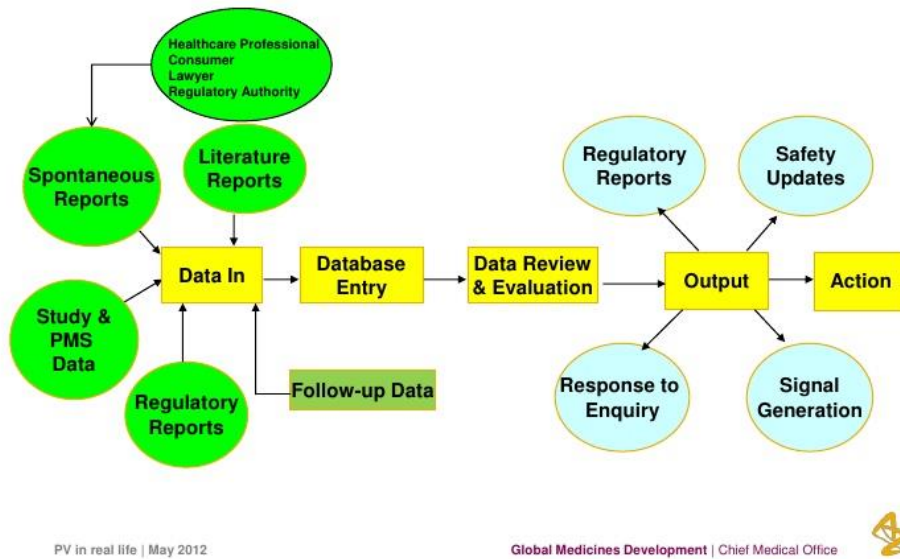 Healthcare Professional
Consumer
Lawyer
Regulatory Authority
Literature
Reports
Spontaneous
Reports
Regulatory
Reports
Safety
Updates
Data In
Database
Entry
Data Review
& Evaluation
Output
Action
Study &
PMS
Data
Follow-up Data
Regulatory
Reports
Response to
Enquiry
Signal
Generation
PV in real life | May 2012
Global Medicines Development | Chief Medical Office